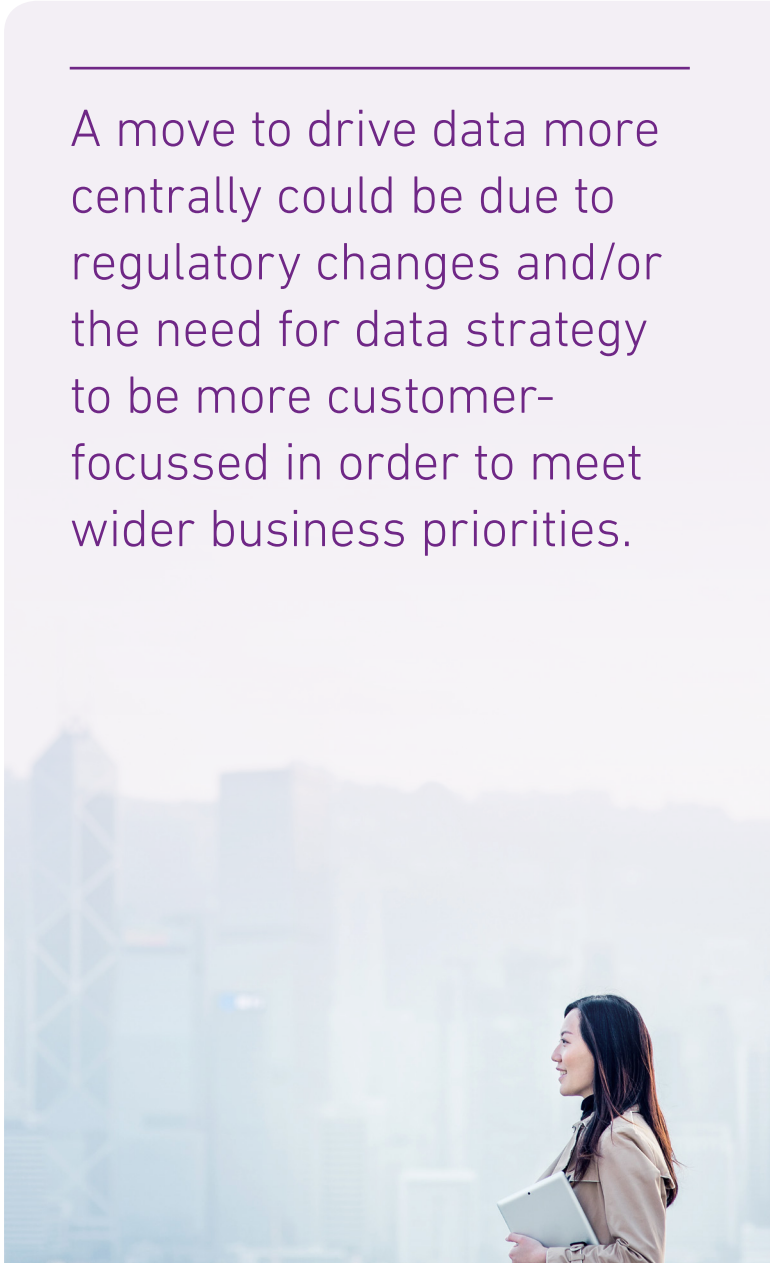 A move to drive data more
centrally could be due to
regulatory changes and/or
the need for data strategy
to be more customer-
focussed in order to meet
wider business priorities.